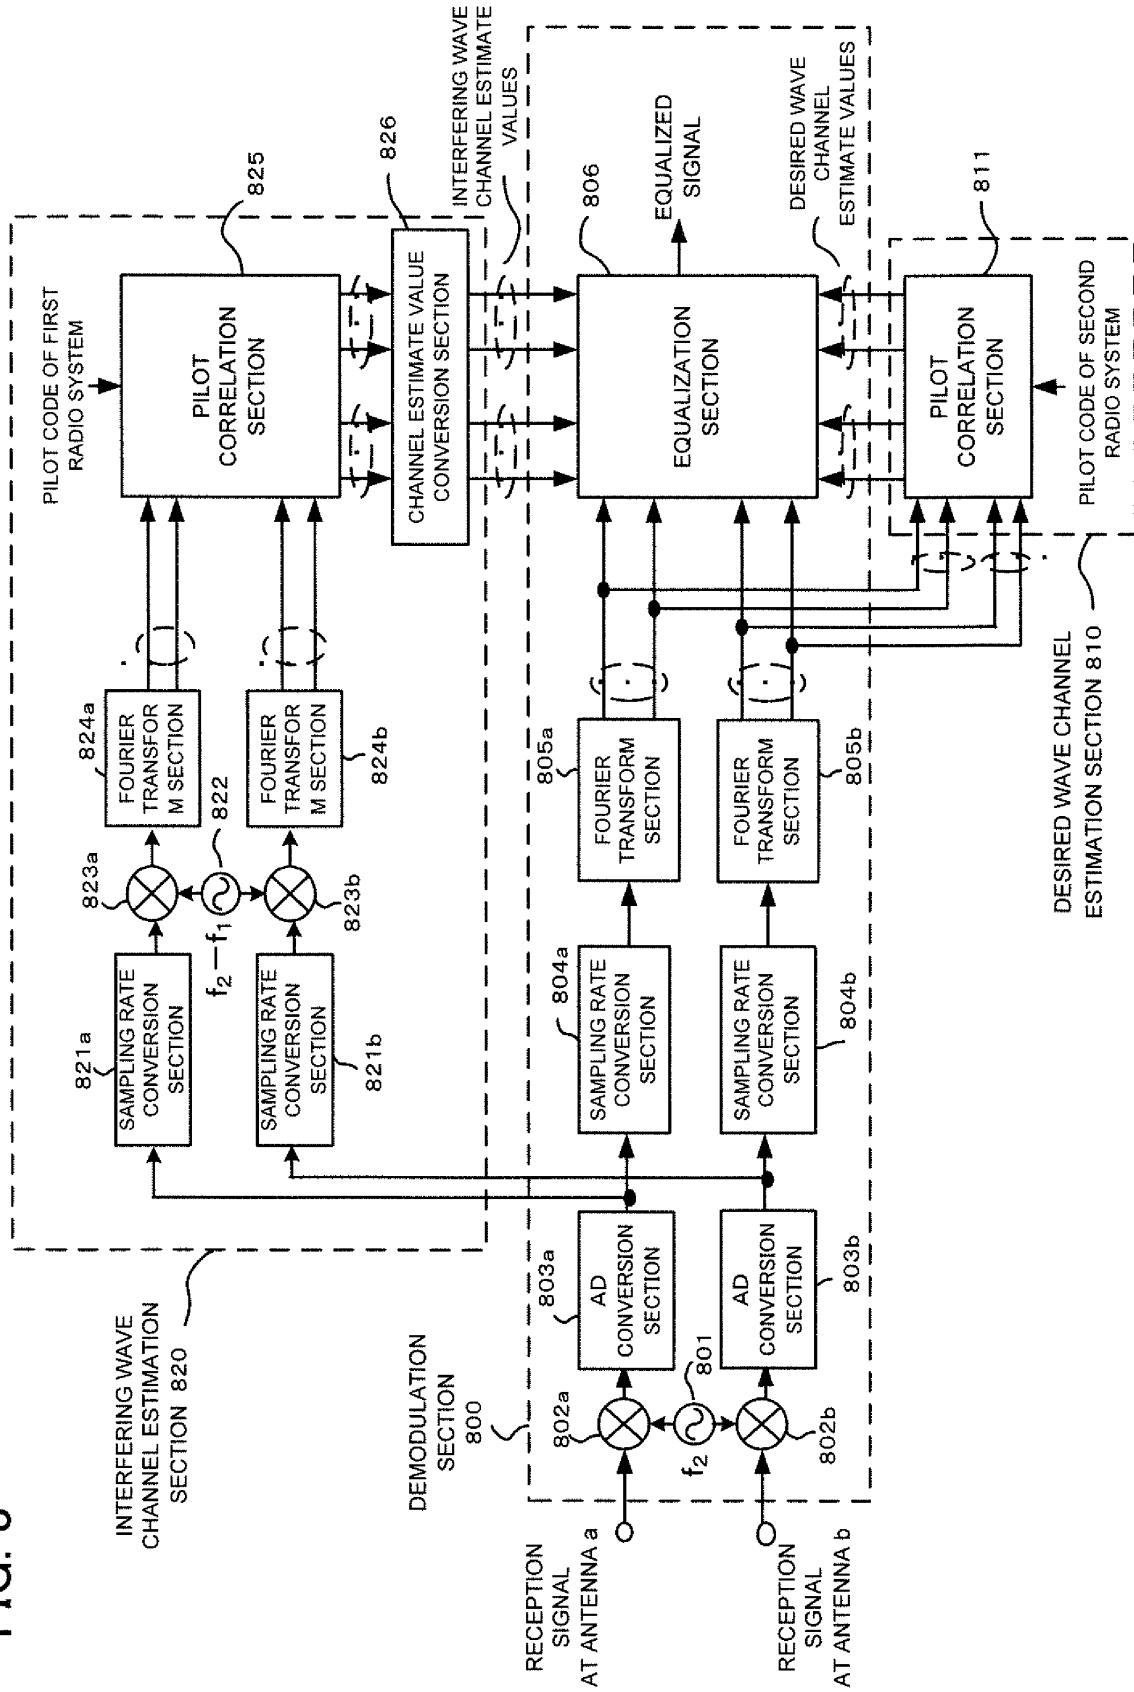 PILOT CODE OF FIRST
RADIO SYSTEM
825
PILOT
CORRELATION
SECTION
826
CHANNEL ESTIMATE VALUE
CONVERSION SECTION
INTERFERING WAVE
CHANNEL ESTIMATE
VALUES
824a
FOURIER
TRANSFOR
M SECTION
824b
FOURIER
TRANSFOR
M SECTION
822
823a
823b
f2−f1
821a
SAMPLING RATE
CONVERSION
SECTION
821b
SAMPLING RATE
CONVERSION
SECTION
INTERFERING WAVE
CHANNEL ESTIMATION
SECTION 820
DEMODULATION
SECTION
800
RECEPTION
SIGNAL
AT ANTENNA a
RECEPTION
SIGNAL
AT ANTENNA b
802a
801
f2
802b
803a
AD
CONVERSION
SECTION
803b
AD
CONVERSION
SECTION
804a
SAMPLING RATE
CONVERSION
SECTION
804b
SAMPLING RATE
CONVERSION
SECTION
805a
FOURIER
TRANSFORM
SECTION
805b
FOURIER
TRANSFORM
SECTION
806
EQUALIZATION
SECTION
EQUALIZED
SIGNAL
DESIRED WAVE
CHANNEL
ESTIMATE VALUES
811
PILOT
CORRELATION
SECTION
PILOT CODE OF SECOND
RADIO SYSTEM
DESIRED WAVE CHANNEL
ESTIMATION SECTION 810